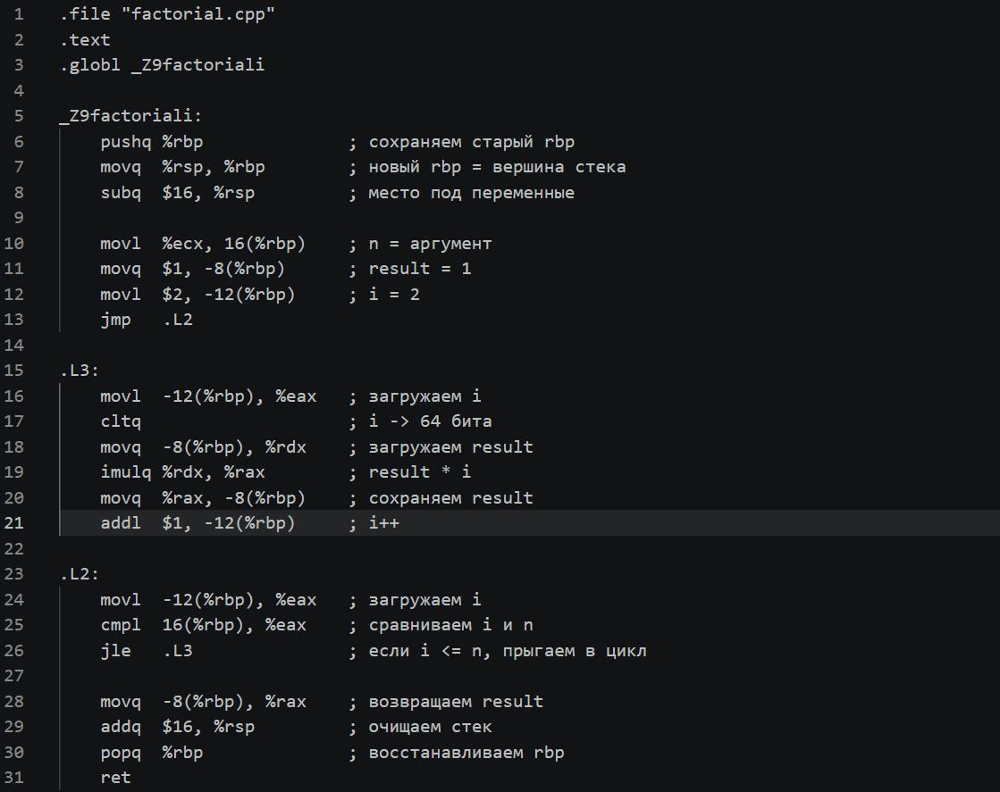 1 .file "factorial.cpp"
2 .text
3 .globl _Z9factoriali
4
5 _Z9factoriali:
6 pushq %rbp ; сохраняем старый rbp
7 movq %rsp, %rbp ; новый rbp = вершина стека
8 subq $16, %rsp ; место под переменные
9
10 movl %ecx, 16(%rbp) ; n = аргумент
11 movq $1, -8(%rbp) ; result = 1
12 movl $2, -12(%rbp) ; i = 2
13 jmp .L2
14
15 .L3:
16 movl -12(%rbp), %eax ; загружаем i
17 cltq ; i -> 64 бита
18 movq -8(%rbp), %rdx ; загружаем result
19 imulq %rdx, %rax ; result * i
20 movq %rax, -8(%rbp) ; сохраняем result
21 addl $1, -12(%rbp) ; i++
22
23 .L2:
24 movl -12(%rbp), %eax ; загружаем i
25 cmpl 16(%rbp), %eax ; сравниваем i и n
26 jle .L3 ; если i <= n, прыгаем в цикл
27
28 movq -8(%rbp), %rax ; возвращаем result
29 addq $16, %rsp ; очищаем стек
30 popq %rbp ; восстанавливаем rbp
31 ret